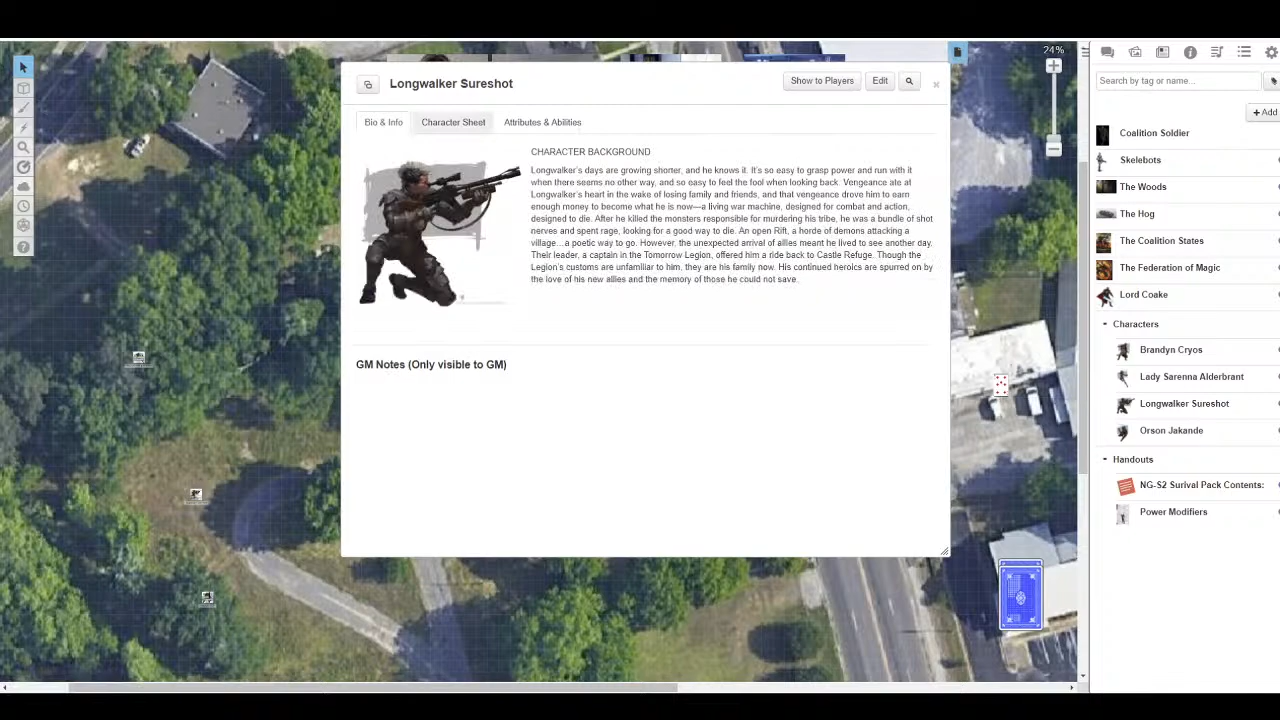 24%
Longwalker Sureshot
Show to Players
Edit
Bio & Info
Character Sheet
Attributes & Abilities
CHARACTER BACKGROUND
Longwalker's days are growing shorter, and he knows it. It's so easy to grasp power and run with it
when there seems no other way, and so easy to feel the fool when looking back. Vengeance ate at
Longwalker's heart in the wake of losing family and friends, and that vengeance drove him to earn
enough money to become what he is now—a living war machine, designed for combat and action,
designed to die. After he killed the monsters responsible for murdering his tribe, he was a bundle of shot
nerves and spent rage, looking for a good way to die. An open Rift, a horde of demons attacking a
village...a poetic way to go. However, the unexpected arrival of allies meant he lived to see another day.
Their leader, a captain in the Tomorrow Legion, offered him a ride back to Castle Refuge. Though the
Legion's customs are unfamiliar to him, they are his family now. His continued heroics are spurred on by
the love of his new allies and the memory of those he could not save.
GM Notes (Only visible to GM)
Search by tag or name...
+ Add
Coalition Soldier
Skelebots
The Woods
The Hog
The Coalition States
The Federation of Magic
Lord Coake
Characters
Brandyn Cryos
Lady Sarenna Alderbrant
Longwalker Sureshot
Orson Jakande
Handouts
NG-S2 Surival Pack Contents:
Power Modifiers